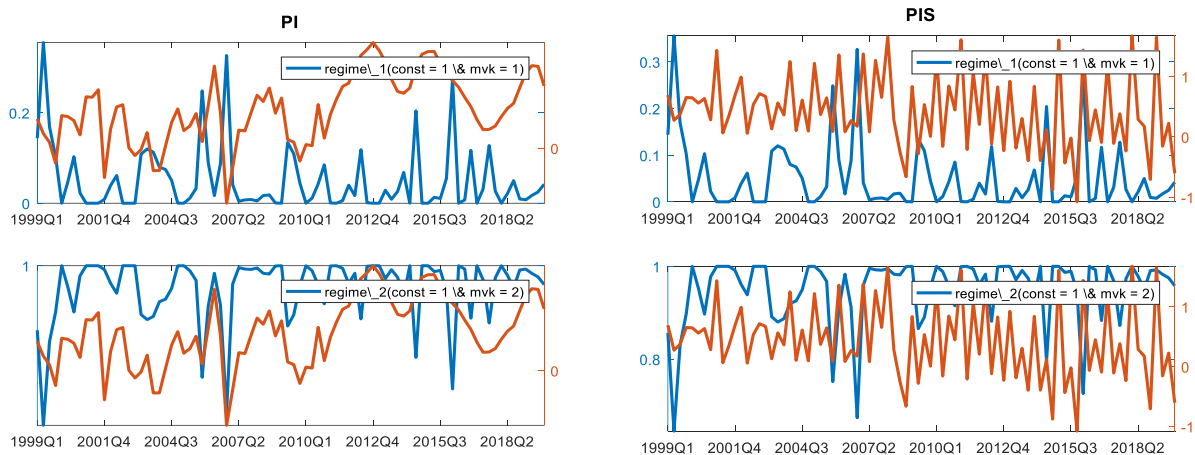 PI
regime\_1(const = 1 \& mvk = 1)
0.2
0
0
1999Q1 2001Q4 2004Q3 2007Q2 2010Q1 2012Q4 2015Q3 2018Q2
regime\_2(const = 1 \& mvk = 2)
1
0
1999Q1 2001Q4 2004Q3 2007Q2 2010Q1 2012Q4 2015Q3 2018Q2
PIS
regime\_1(const = 1 \& mvk = 1)
0.3
0.2
0.1
0
1
0
-1
1999Q1 2001Q4 2004Q3 2007Q2 2010Q1 2012Q4 2015Q3 2018Q2
regime\_2(const = 1 \& mvk = 2)
1
0.8
1
0
-1
1999Q1 2001Q4 2004Q3 2007Q2 2010Q1 2012Q4 2015Q3 2018Q2